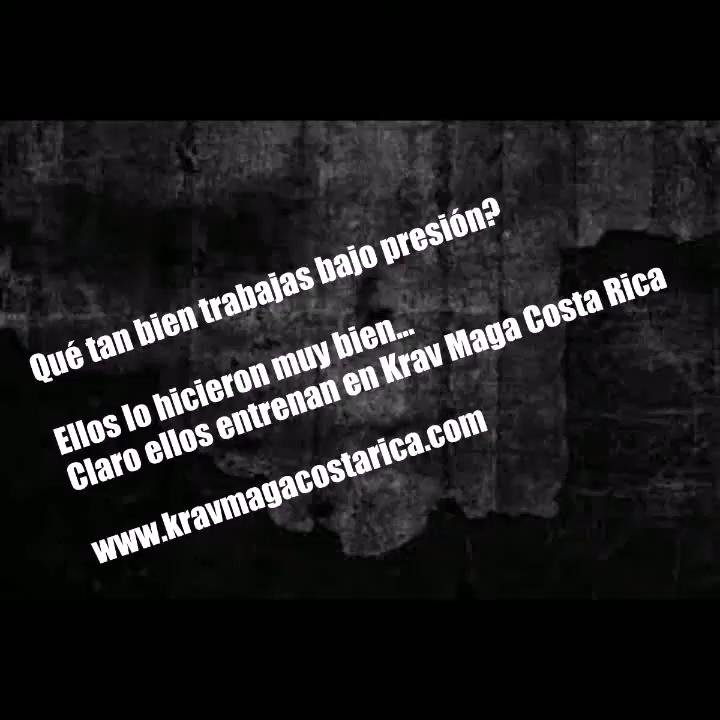 Qué tan bien trabajas bajo presión?
Ellos lo hicieron muy bien...
Claro ellos entrenan en Krav Maga Costa Rica
www.kravmagacostarica.com